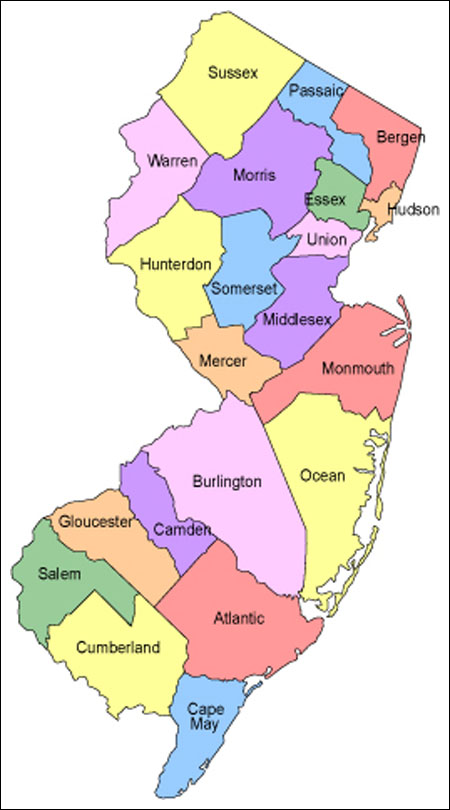 Sussex
Passaic
Bergen
Warren
Morris
Essex
Hudson
Union
Hunterdon
Somerset
Middlesex
Mercer
Monmouth
Ocean
Burlington
Gloucester
Camden
Salem
Atlantic
Cumberland
Cape
May